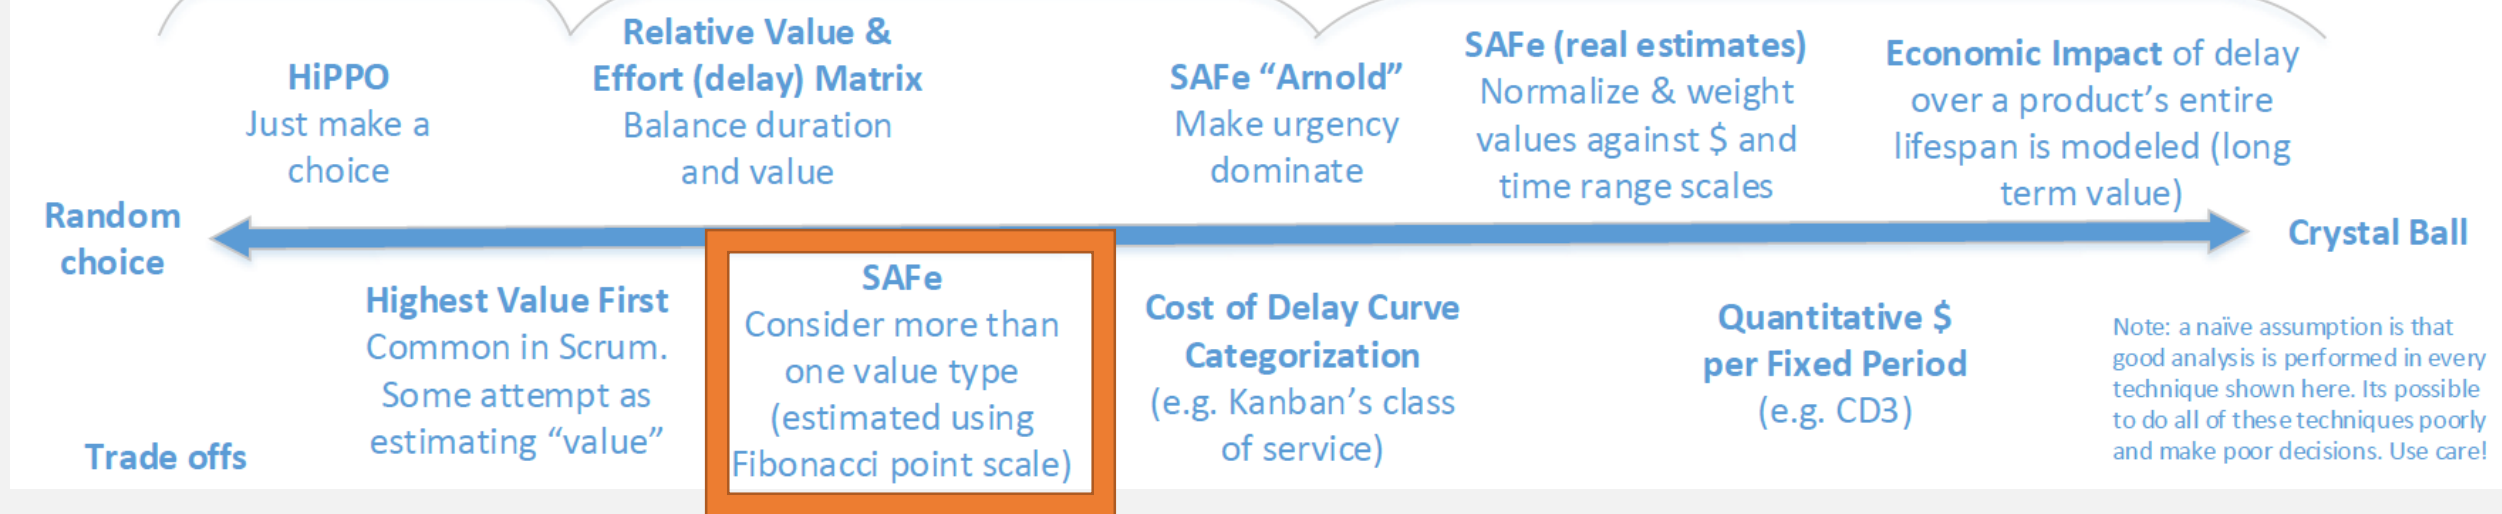 HiPPO
Just make a
choice
Relative Value &
Effort (delay) Matrix
Balance duration
and value
SAFe “Arnold”
Make urgency
dominate
SAFe (real estimates)
Normalize & weight
values against $ and
time range scales
Economic Impact of delay
over a product’s entire
lifespan is modeled (long
term value)
Random
choice
Crystal Ball
Highest Value First
Common in Scrum.
Some attempt as
estimating “value”
SAFe
Consider more than
one value type
(estimated using
Fibonacci point scale)
Cost of Delay Curve
Categorization
(e.g. Kanban’s class
of service)
Quantitative $
per Fixed Period
(e.g. CD3)
Note: a naïve assumption is that
good analysis is performed in every
technique shown here. Its possible
to do all of these techniques poorly
and make poor decisions. Use care!
Trade offs